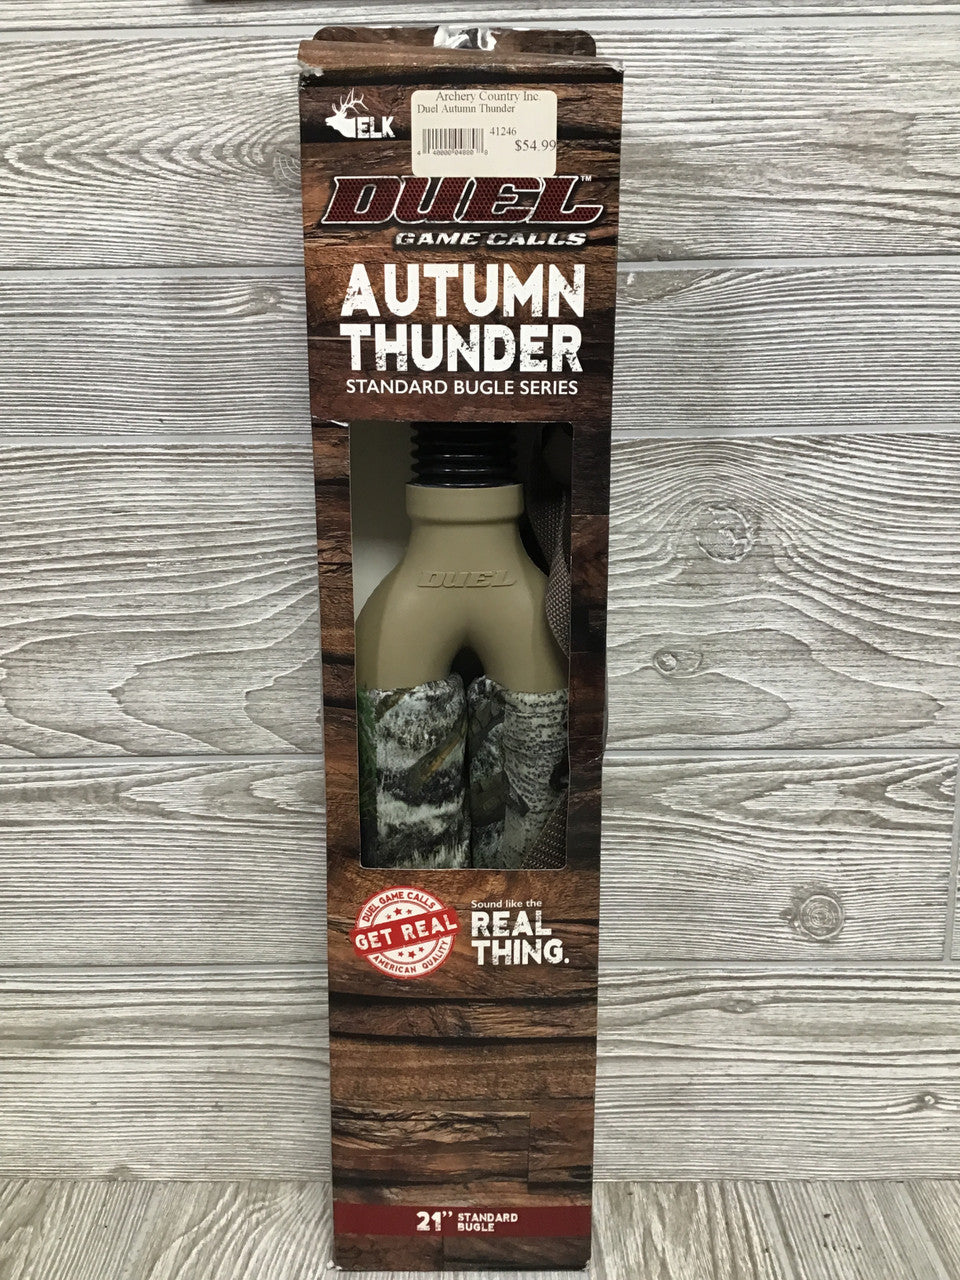 Archery Country Inc.
Duel Autumn Thunder
41246
$54.99
ELK
DUEL™
GAME CALLS
AUTUMN
THUNDER
STANDARD BUGLE SERIES
DUEL
DUEL GAME CALLS
GET REAL
AMERICAN QUALITY
Sound like the
REAL
THING.
21” STANDARD
BUGLE